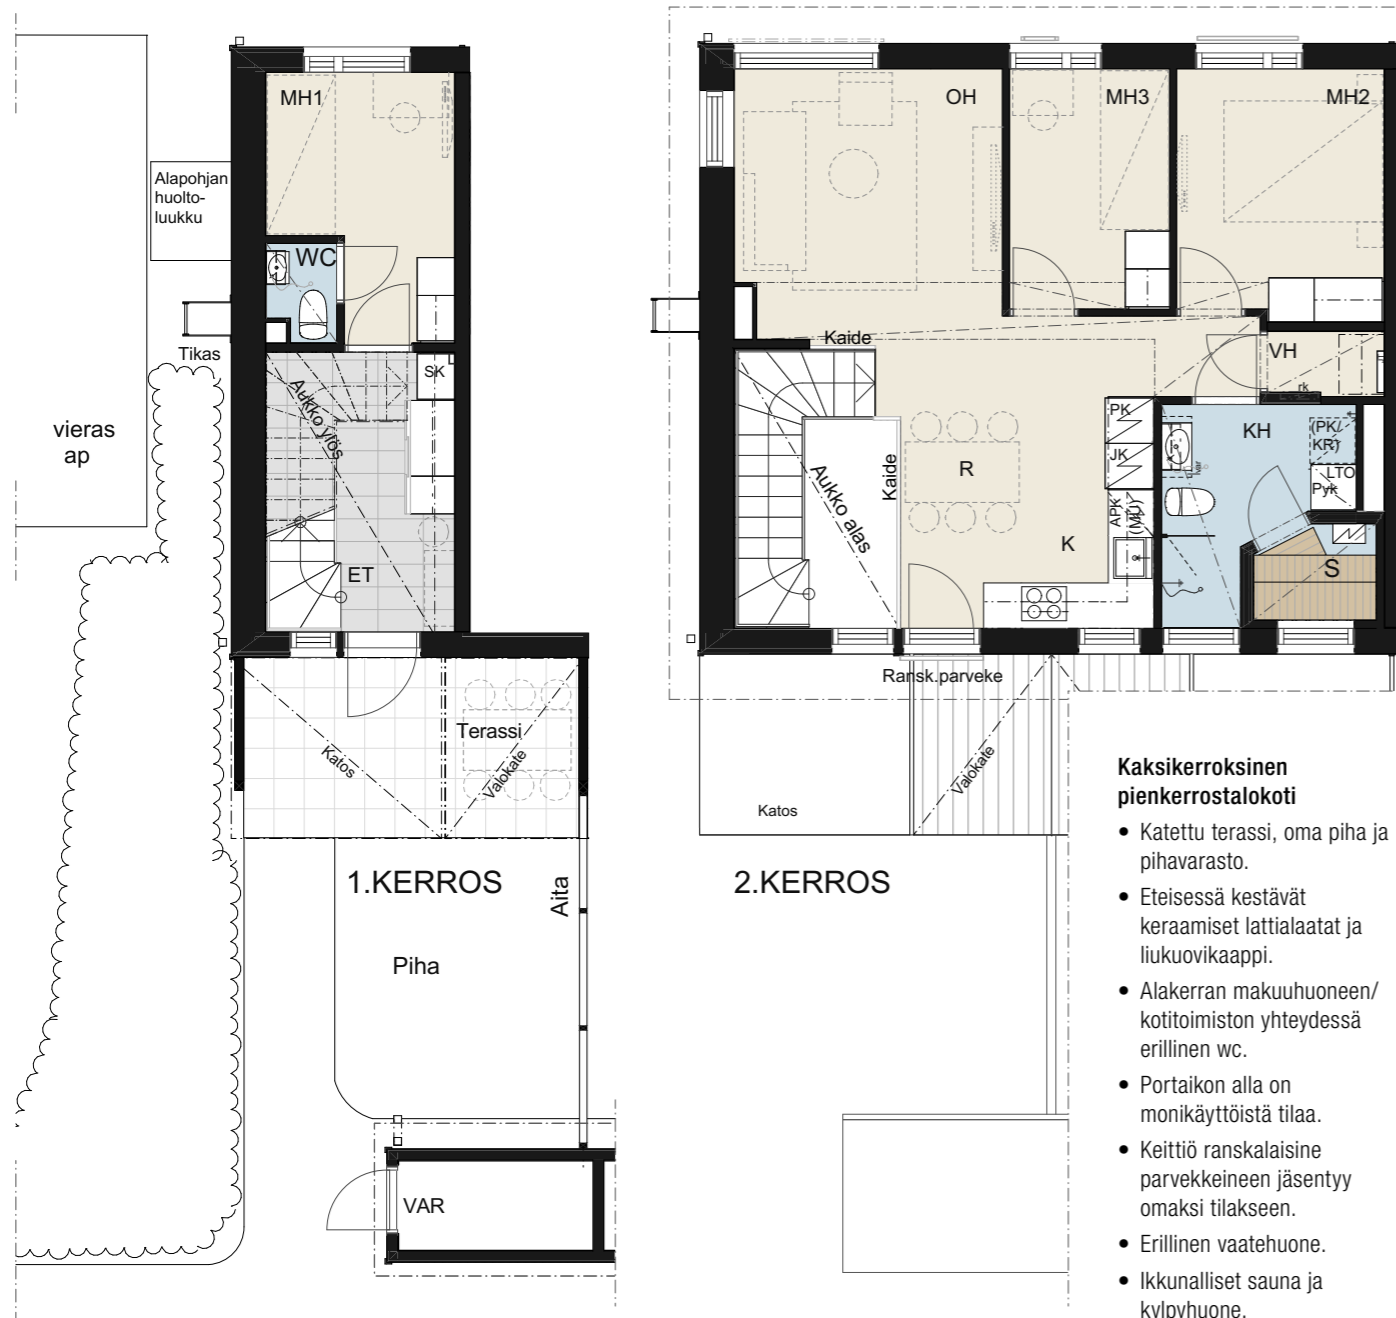 MH1
WC
Alapohjan
huolto-
luukku
Tikas
SK
Aukko ylös
vieras
ap
ET
Terassi
Katos
Valokate
1.KERROS
Aita
Piha
VAR
OH
MH3
MH2
Kaide
VH
rk
PK
JK
KH
(PK/
KR)
LTO
Pyk
R
Kaide
Aukko alas
APK
(MU)
K
S
Ransk.parveke
Valokate
Katos
2.KERROS
Kaksikerroksinen
pienkerrostalokoti
• Katettu terassi, oma piha ja
pihavarasto.
• Eteisessä kestävät
keraamiset lattialaatat ja
liukuovikaappi.
• Alakerran makuuhuoneen/
kotitoimiston yhteydessä
erillinen wc.
• Portaikon alla on
monikäyttöistä tilaa.
• Keittiö ranskalaisine
parvekkeineen jäsentyy
omaksi tilakseen.
• Erillinen vaatehuone.
• Ikkunalliset sauna ja
kylpyhuone.